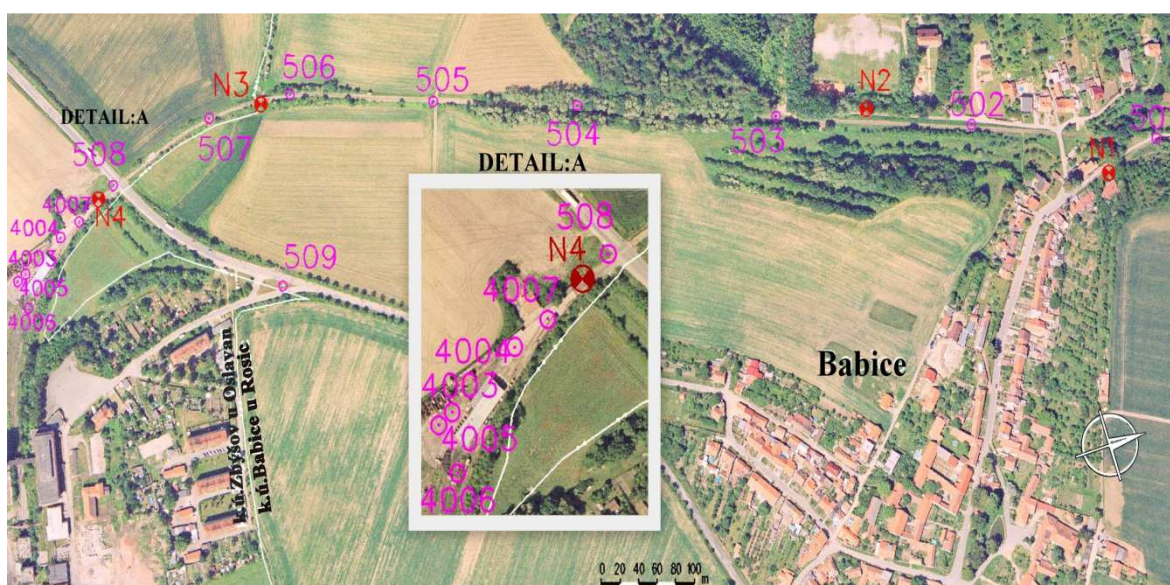 N3
506
505
N2
502
50
DETAIL:A
507
504
503
N1
508
DETAIL:A
N4
4007
4004
4003
4005
4006
509
508
N4
4007
4004
4003
4005
4006
k.ú.Zbýšov u Oslavan
k.ú.Babice u Rosic
Babice
0 20 40 60 80 100
m